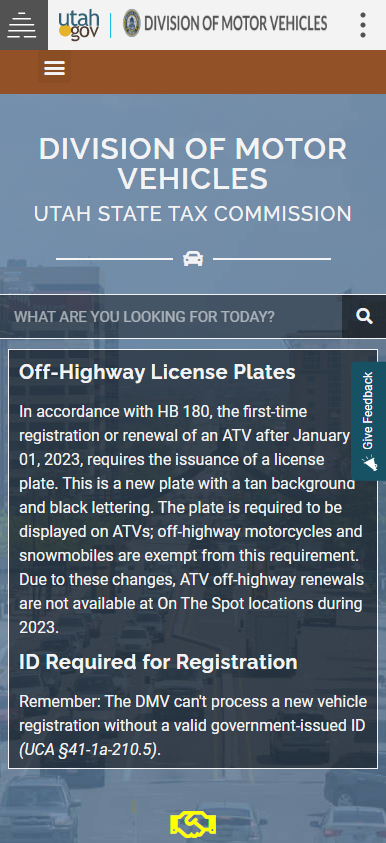 utah
gov
DIVISION OF MOTOR VEHICLES
DIVISION OF MOTOR
VEHICLES
UTAH STATE TAX COMMISSION
WHAT ARE YOU LOOKING FOR TODAY?
Off-Highway License Plates
Give Feedback
In accordance with HB 180, the first-time
registration or renewal of an ATV after January
01, 2023, requires the issuance of a license
plate. This is a new plate with a tan background
and black lettering. The plate is required to be
displayed on ATVs; off-highway motorcycles and
snowmobiles are exempt from this requirement.
Due to these changes, ATV off-highway renewals
are not available at On The Spot locations during
2023.
ID Required for Registration
Remember: The DMV can't process a new vehicle
registration without a valid government-issued ID
(UCA §41-1a-210.5).